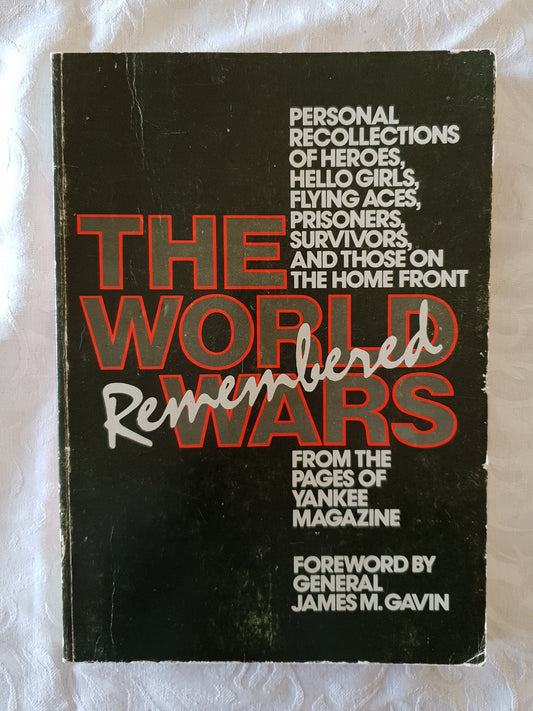 PERSONAL
RECOLLECTIONS
OF HEROES,
HELLO GIRLS,
FLYING ACES,
PRISONERS,
SURVIVORS,
AND THOSE ON
THE HOME FRONT
THE
WORLD
Remembered
WARS
FROM THE
PAGES OF
YANKEE
MAGAZINE
FOREWORD BY
GENERAL
JAMES M. GAVIN